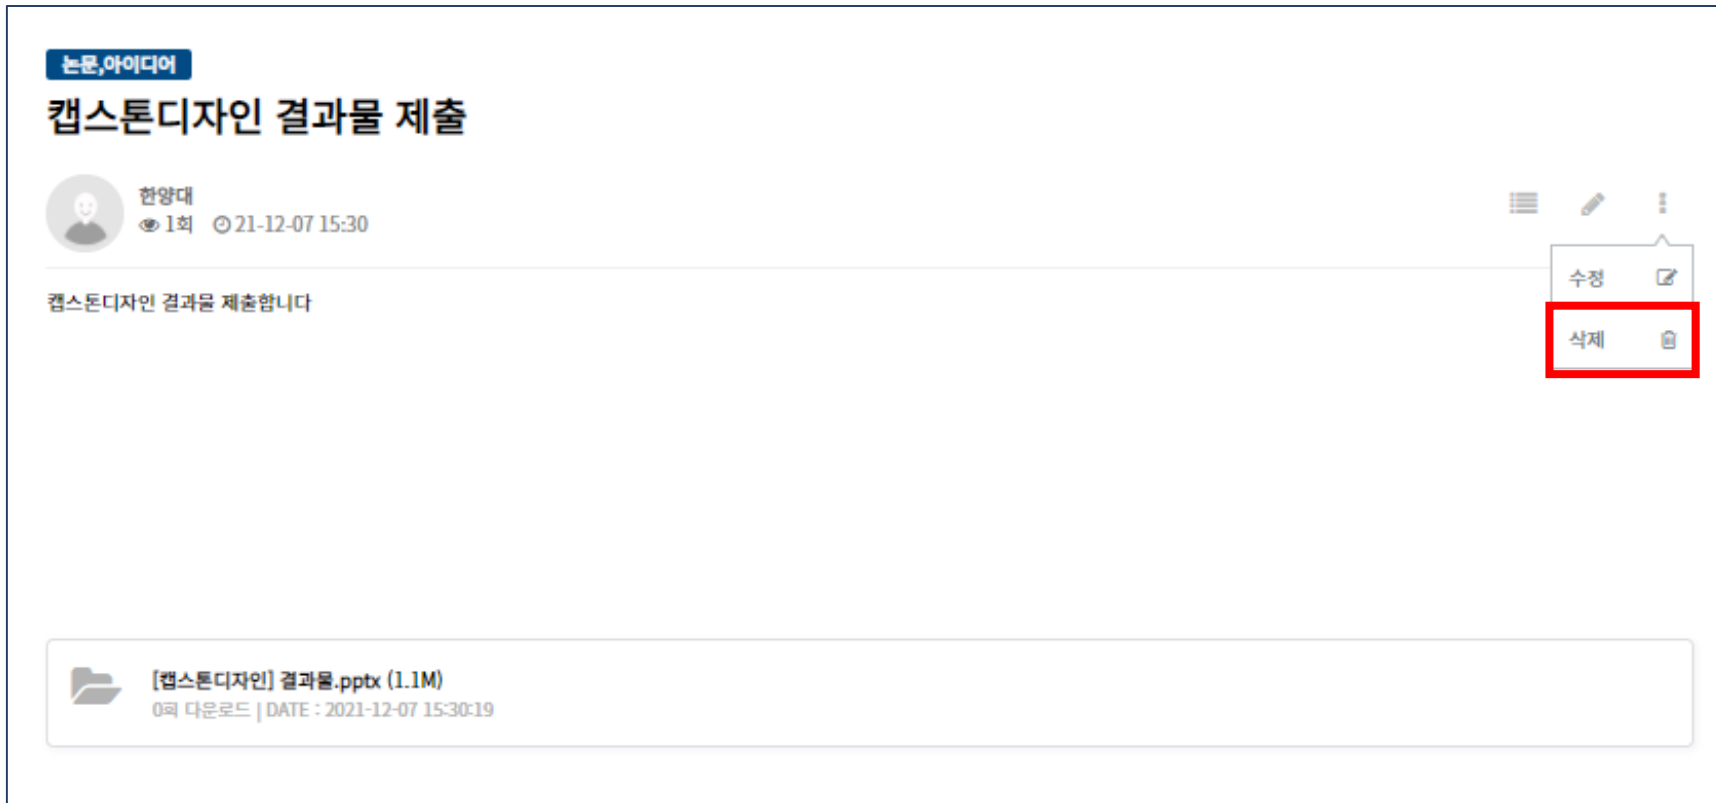 논문,아이디어
캡스톤디자인 결과물 제출
한양대
1회 21-12-07 15:30
수정
캡스톤디자인 결과물 제출합니다
삭제
[캡스톤디자인] 결과물.pptx (1.1M)
0회 다운로드 | DATE : 2021-12-07 15:30:19